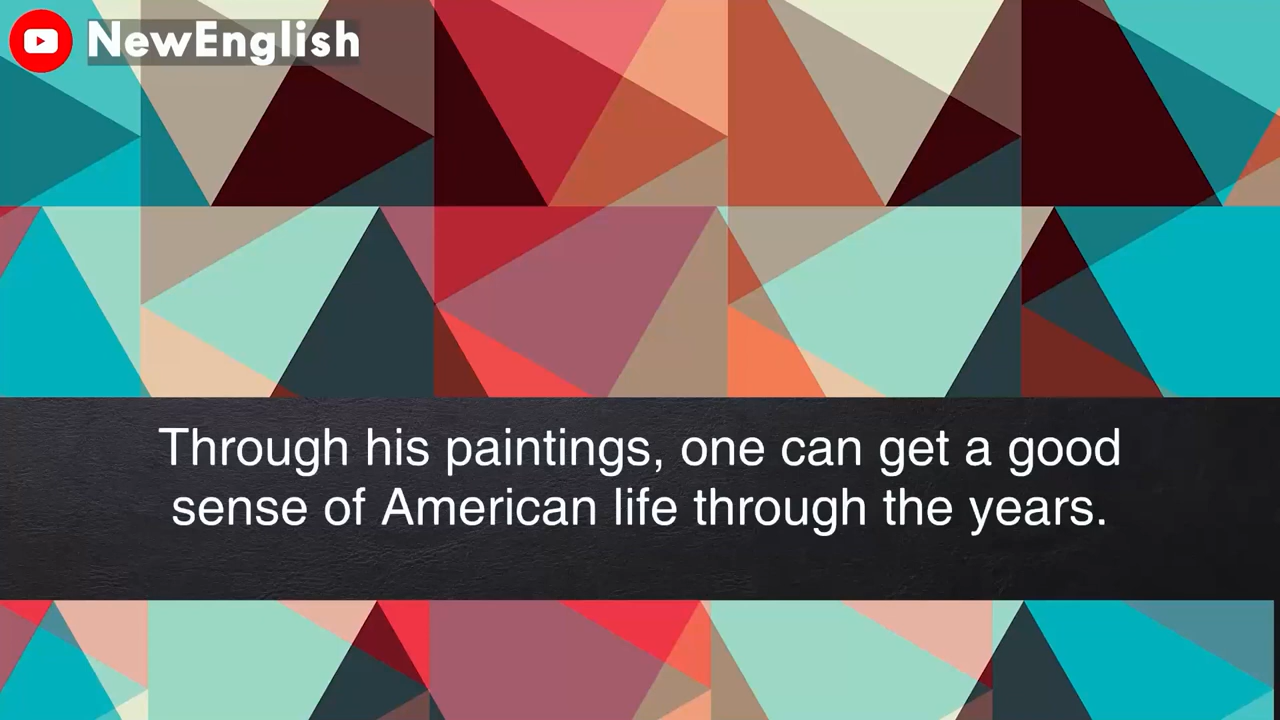 NewEnglish
Through his paintings, one can get a good
sense of American life through the years.